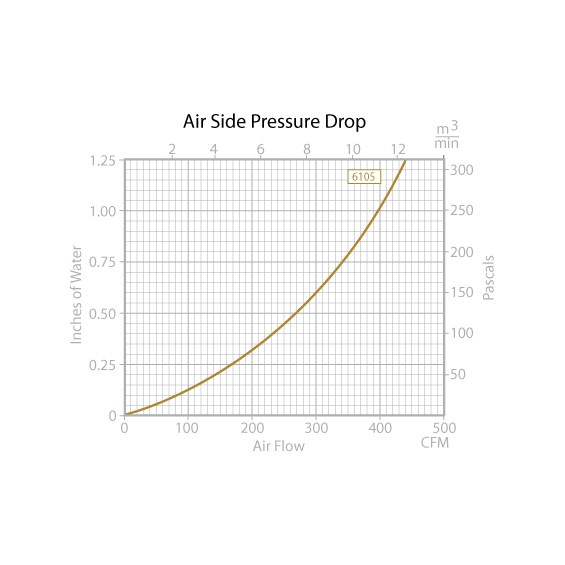 Air Side Pressure Drop
m3
min
2 4 6 8 10 12
1.25
1.00
0.75
0.50
0.25
0
Inches of Water
6105
300
250
200
150
100
50
Pascals
0 100 200 300 400 500
Air Flow
CFM